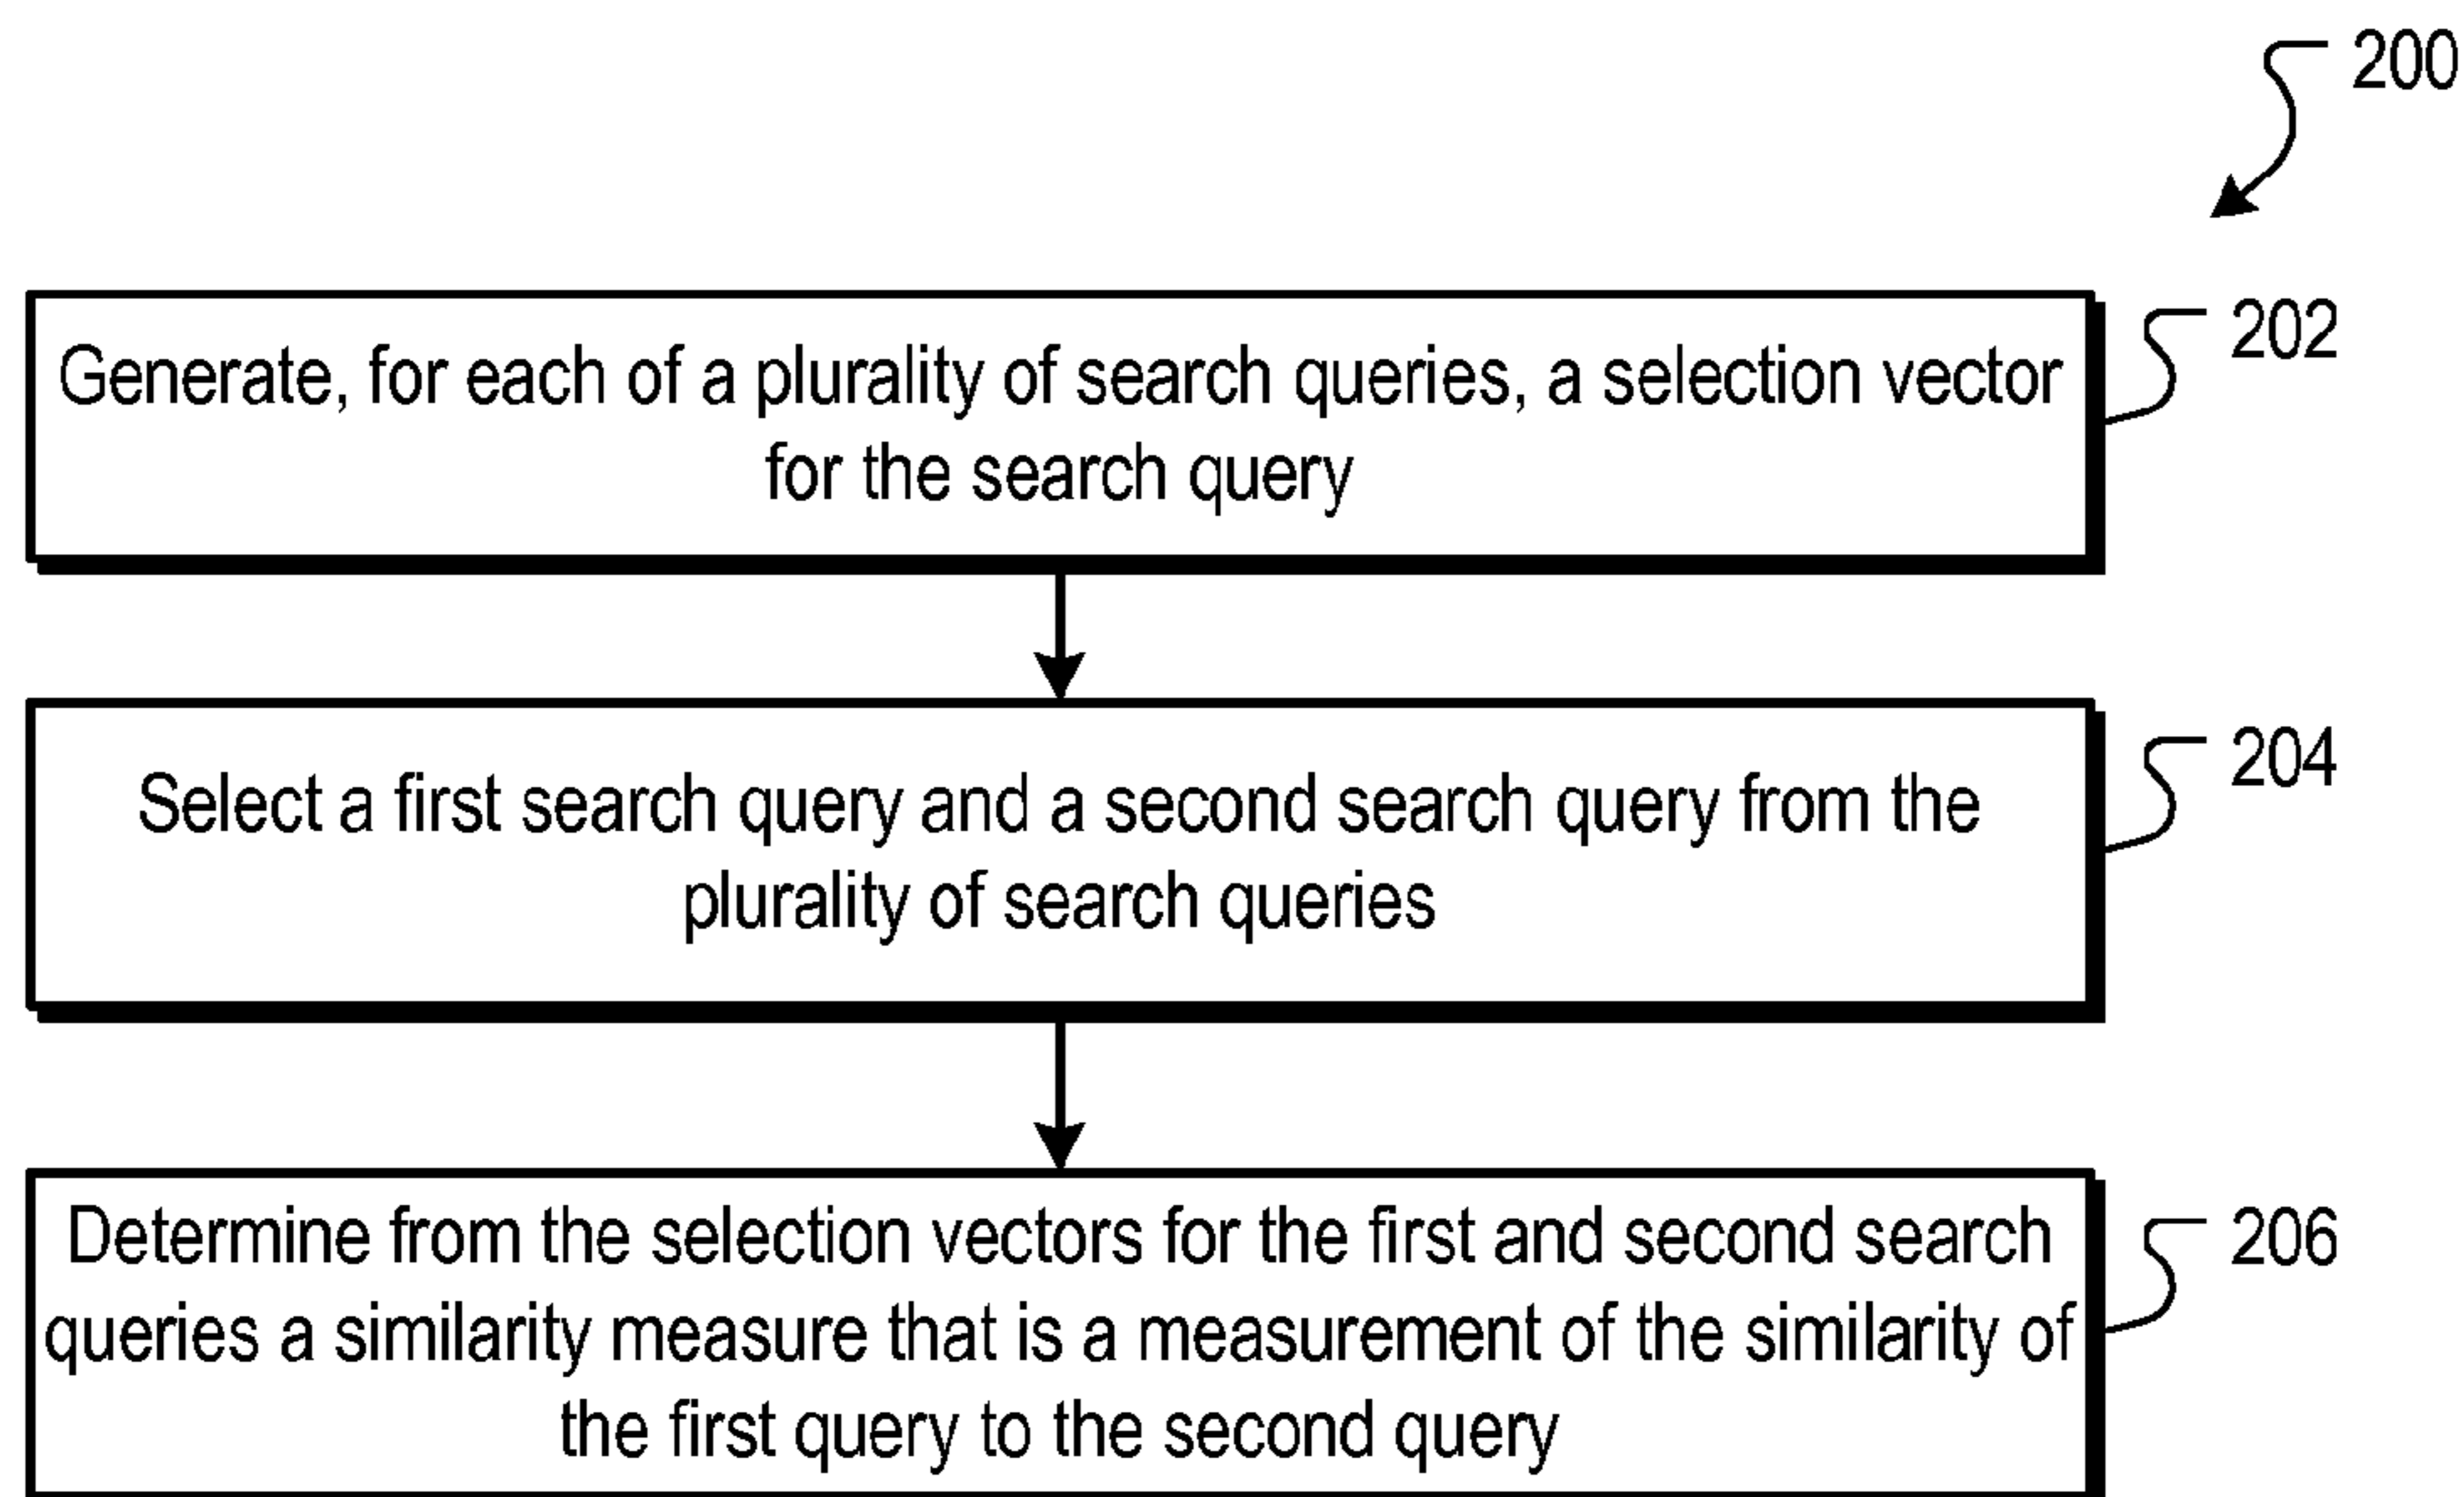 200
Generate, for each of a plurality of search queries, a selection vector
for the search query
202
Select a first search query and a second search query from the
plurality of search queries
204
Determine from the selection vectors for the first and second search
queries a similarity measure that is a measurement of the similarity of
the first query to the second query
206